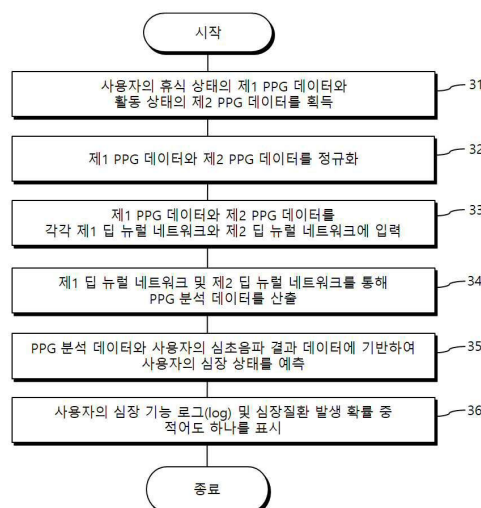 시작
사용자의 휴식 상태의 제1 PPG 데이터와
활동 상태의 제2 PPG 데이터를 획득
31
제1 PPG 데이터와 제2 PPG 데이터를 정규화
32
제1 PPG 데이터와 제2 PPG 데이터를
각각 제1 딥 뉴럴 네트워크와 제2 딥 뉴럴 네트워크에 입력
33
제1 딥 뉴럴 네트워크 및 제2 딥 뉴럴 네트워크를 통해
PPG 분석 데이터를 산출
34
PPG 분석 데이터와 사용자의 심초음파 결과 데이터에 기반하여
사용자의 심장 상태를 예측
35
사용자의 심장 기능 로그(log) 및 심장질환 발생 확률 중
적어도 하나를 표시
36
종료